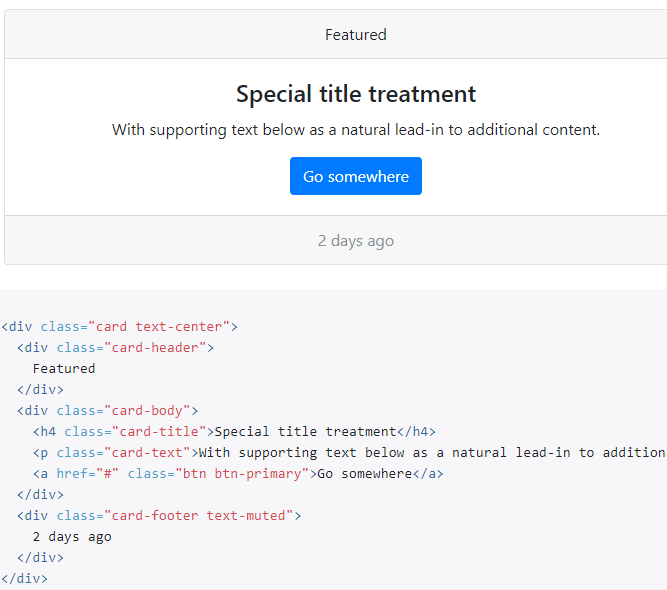 Featured
Special title treatment
With supporting text below as a natural lead-in to additional content.
Go somewhere
2 days ago
<div class="card text-center">
  <div class="card-header">
    Featured
  </div>
  <div class="card-body">
    <h4 class="card-title">Special title treatment</h4>
    <p class="card-text">With supporting text below as a natural lead-in to addition
    <a href="#" class="btn btn-primary">Go somewhere</a>
  </div>
  <div class="card-footer text-muted">
    2 days ago
  </div>
</div>